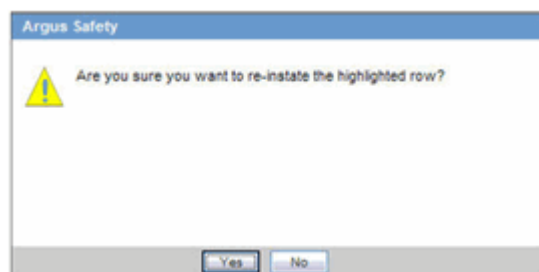 Argus Safety
Are you sure you want to re-instate the highlighted row?
Yes No